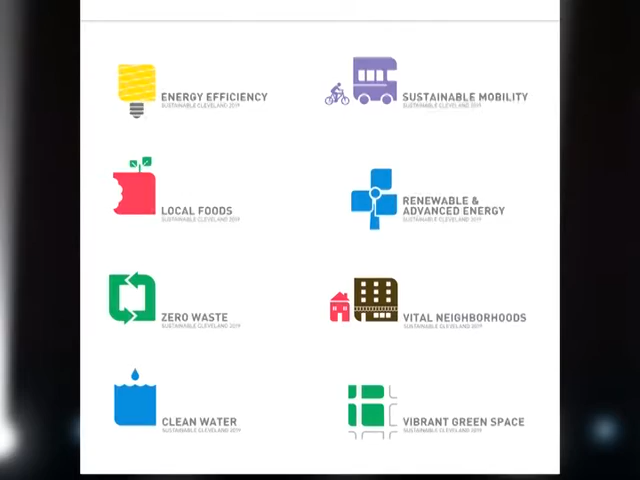 ENERGY EFFICIENCY
SUSTAINABLE CLEVELAND 2019
SUSTAINABLE MOBILITY
SUSTAINABLE CLEVELAND 2019
LOCAL FOODS
SUSTAINABLE CLEVELAND 2019
RENEWABLE &
ADVANCED ENERGY
SUSTAINABLE CLEVELAND 2019
ZERO WASTE
SUSTAINABLE CLEVELAND 2019
VITAL NEIGHBORHOODS
SUSTAINABLE CLEVELAND 2019
CLEAN WATER
SUSTAINABLE CLEVELAND 2019
VIBRANT GREEN SPACE
SUSTAINABLE CLEVELAND 2019